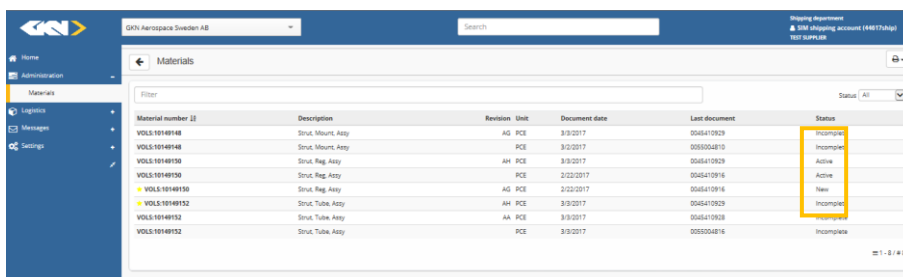 GKN
GKN Aerospace Sweden AB
Search
Shipping department
SIM shipping account (44017ship)
TEST SUPPLIER
Home
Administration
Materials
Logistics
Messages
Settings
Materials
Filter
Status All
Material number Description Revision Unit Document date Last document Status
VOLS:10149148 Strut, Mount, Assy AG PCE 3/3/2017 0045410929 Incomplet
VOLS:10149148 Strut, Mount, Assy PCE 3/2/2017 0055004810 Incomplet
VOLS:10149150 Strut, Reg, Assy AH PCE 3/3/2017 0045410929 Active
VOLS:10149150 Strut, Reg, Assy PCE 2/22/2017 0045410916 Active
VOLS:10149150 Strut, Reg, Assy AG PCE 2/22/2017 0045410916 New
VOLS:10149152 Strut, Tube, Assy AH PCE 3/3/2017 0045410929 Incomplet
VOLS:10149152 Strut, Tube, Assy AA PCE 3/3/2017 0045410928 Incomplete
VOLS:10149152 Strut, Tube, Assy PCE 3/3/2017 0055004816 Incomplete
1 - 8 / #